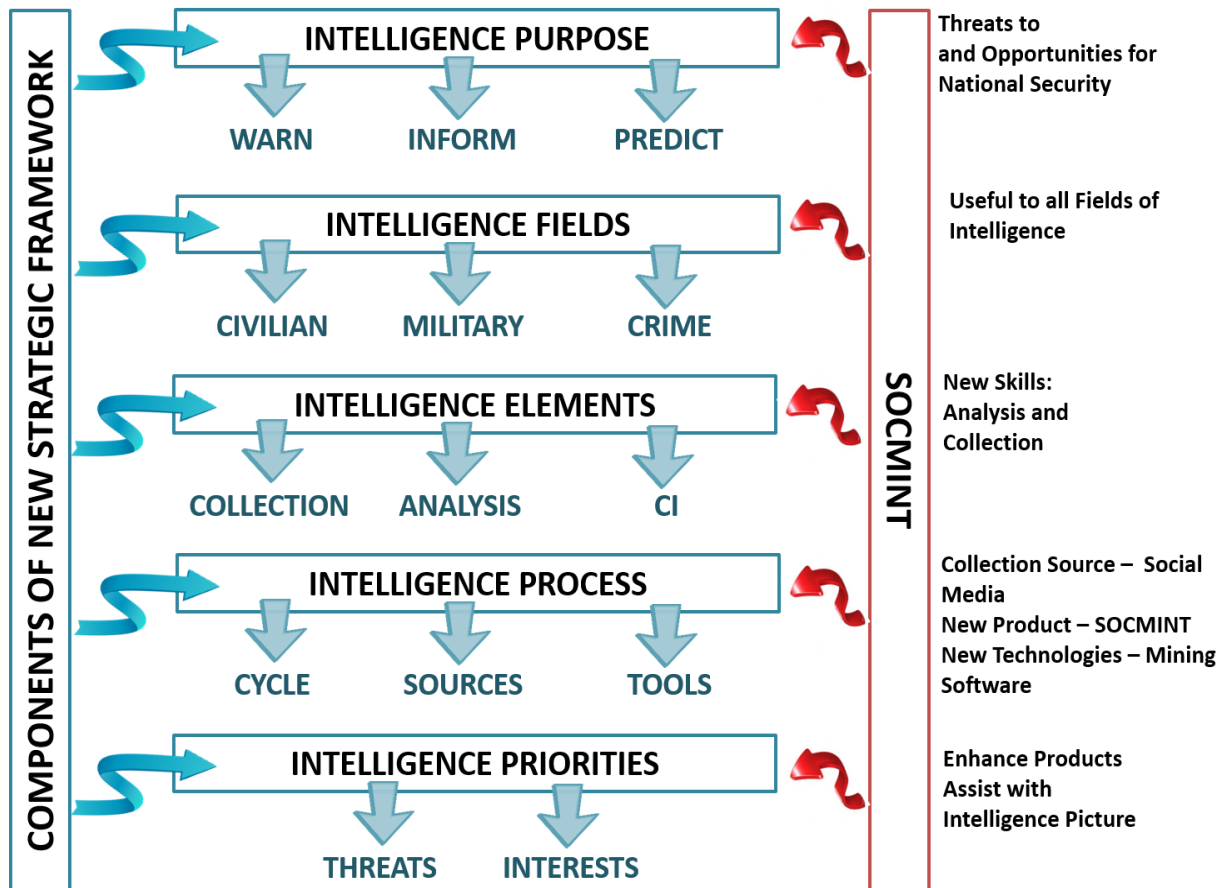 COMPONENTS OF NEW STRATEGIC FRAMEWORK
INTELLIGENCE PURPOSE
WARN
INFORM
PREDICT
Threats to
and Opportunities for
National Security
INTELLIGENCE FIELDS
CIVILIAN
MILITARY
CRIME
Useful to all Fields of
Intelligence
INTELLIGENCE ELEMENTS
COLLECTION
ANALYSIS
CI
New Skills:
Analysis and
Collection
INTELLIGENCE PROCESS
CYCLE
SOURCES
TOOLS
Collection Source – Social
Media
New Product – SOCMINT
New Technologies – Mining
Software
INTELLIGENCE PRIORITIES
THREATS
INTERESTS
Enhance Products
Assist with
Intelligence Picture
SOCMINT